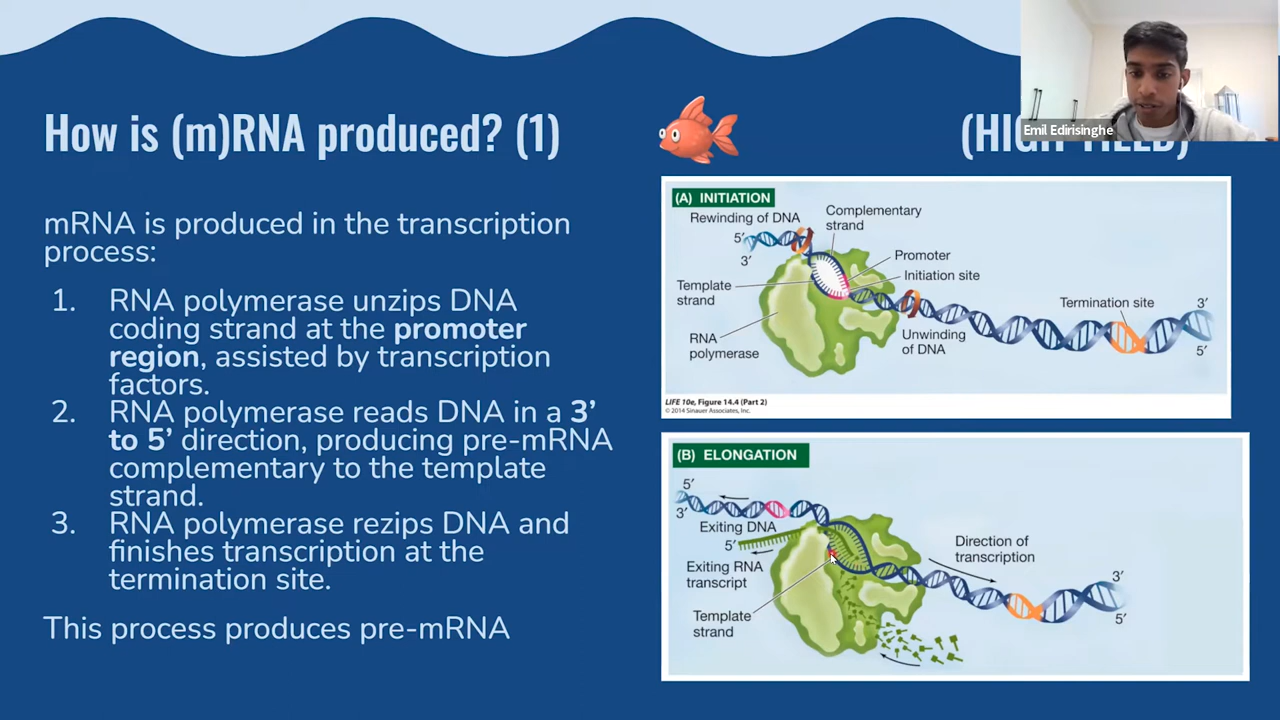 How is (m)RNA produced? (1)
Emil Edirisinghe
mRNA is produced in the transcription
process:
1. RNA polymerase unzips DNA
coding strand at the promoter
region, assisted by transcription
factors.
2. RNA polymerase reads DNA in a 3’
to 5’ direction, producing pre-mRNA
complementary to the template
strand.
3. RNA polymerase rezips DNA and
finishes transcription at the
termination site.
This process produces pre-mRNA
(A) INITIATION
Rewinding of DNA
Complementary
strand
5′
3′
Promoter
Initiation site
Template
strand
RNA
polymerase
Unwinding
of DNA
Termination site
3′
5′
LIFE 10e, Figure 14.4 (Part 2)
© 2014 Sinauer Associates, Inc.
(B) ELONGATION
5′
3′
Exiting DNA
5′
Exiting RNA
transcript
Template
strand
Direction of
transcription
3′
5′